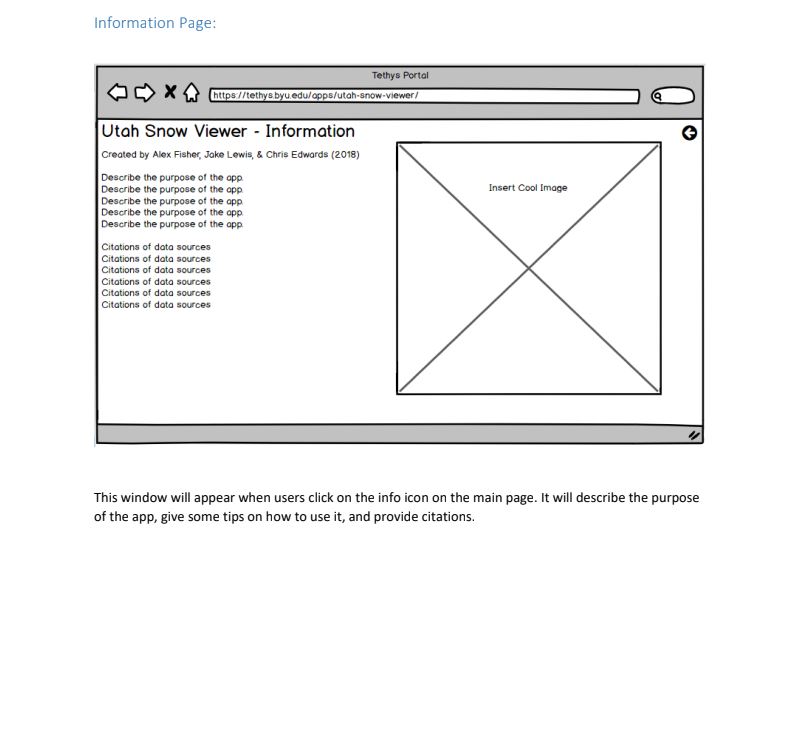 Information Page:
Tethys Portal
https://tethys.byu.edu/apps/utah-snow-viewer/
Utah Snow Viewer - Information
Created by Alex Fisher, Jake Lewis, & Chris Edwards (2018)
Insert Cool Image
Describe the purpose of the app.
Describe the purpose of the app.
Describe the purpose of the app.
Describe the purpose of the app.
Describe the purpose of the app.
Citations of data sources
Citations of data sources
Citations of data sources
Citations of data sources
Citations of data sources
Citations of data sources
This window will appear when users click on the info icon on the main page. It will describe the purpose
of the app, give some tips on how to use it, and provide citations.